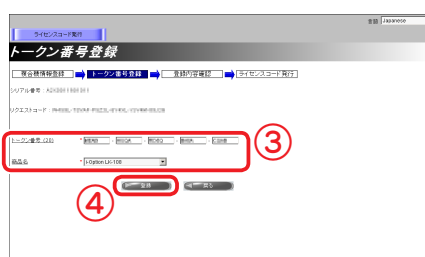 言語 Japanese
ライセンスコード発行
トークン番号登録
複合機情報登録 トークン番号登録 登録内容確認 ライセンスコード発行
シリアル番号：
リクエストコード：
トークン番号 (20) *
商品名 * i-Option LK-108
登録 戻る
③
④